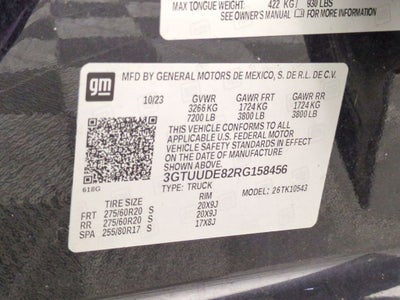 MAX TONGUE WEIGHT: 422 KG / 930 LBS
SEE OWNER'S MANUAL FOR MORE INFORMATION
gm
MFD BY GENERAL MOTORS DE MEXICO, S. DE R.L. DE C.V.
10/23 GVWR GAWR FRT GAWR RR
3266 KG 1724 KG 1724 KG
7200 LB 3800 LB 3800 LB
THIS VEHICLE CONFORMS TO ALL
APPLICABLE U.S. FEDERAL MOTOR
VEHICLE SAFETY STANDARDS IN EFFECT ON
THE DATE OF MANUFACTURE
SHOWN ABOVE.
3GTUUDE82RG158456
618G
TYPE: TRUCK MODEL: 26TK10543
TIRE SIZE RIM
FRT 275/60R20 S 20X9J
RR 275/60R20 S 20X9J
SPA 255/80R17 S 17X8J